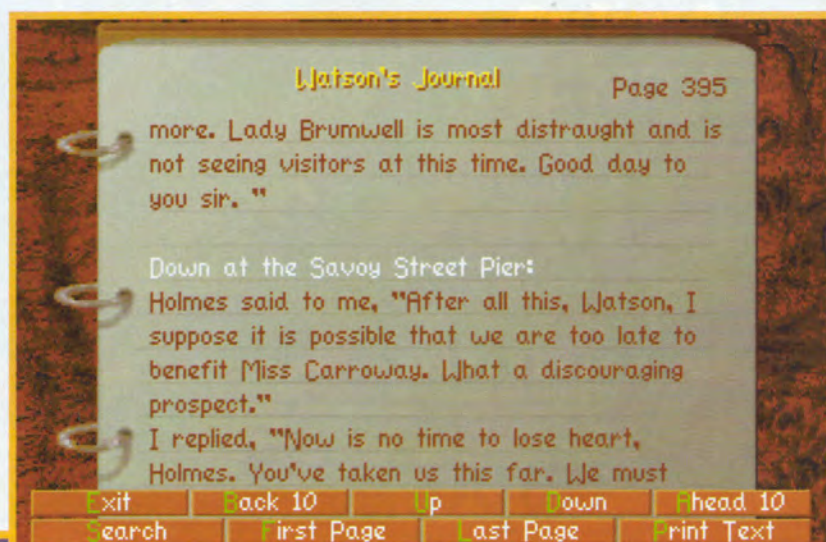 Watson's Journal
Page 395
more. Lady Brumwell is most distraught and is
not seeing visitors at this time. Good day to
you sir. "
Down at the Savoy Street Pier:
Holmes said to me, "After all this, Watson, I
suppose it is possible that we are too late to
benefit Miss Carroway. What a discouraging
prospect."
I replied, "Now is no time to lose heart,
Holmes. You've taken us this far. We must
Exit Back 10 Up Down Ahead 10
Search First Page Last Page Print Text